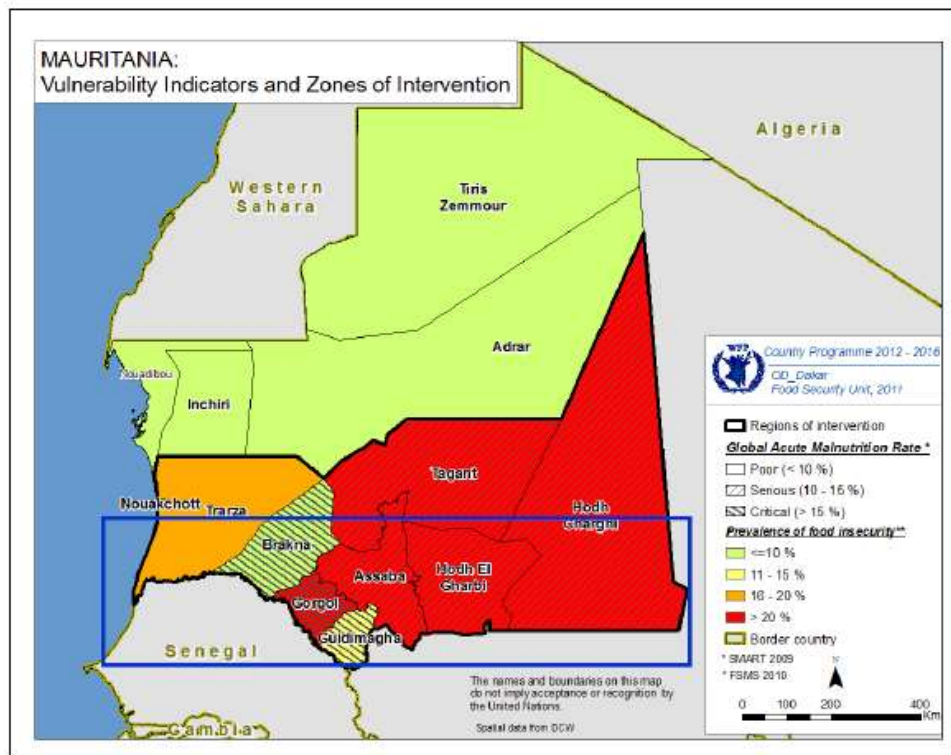 MAURITANIA:
Vulnerability Indicators and Zones of Intervention
Algeria
Western
Sahara
Tiris
Zemmour
Adrar
Nouadibou
Inchiri
Tagant
Nouakchott
Trarza
Hodh
Gharghi
Brakna
Assaba
Hodh El
Gharbi
Gorgol
Guidimagha
Senegal
Gambia
The names and boundaries on this map
do not imply acceptance or recognition by
the United Nations.
Spatial data from DCW
WFP
Country Programme 2012 - 2016
OD_Dakar
Food Security Unit, 2011
Regions of intervention
Global Acute Malnutrition Rate *
Poor (< 10 %)
Serious (10 - 15 %)
Critical (> 15 %)
Prevalence of food insecurity**
<=10 %
11 - 15 %
16 - 20 %
> 20 %
Border country
* SMART 2009
* FSMS 2010
N
0 100 200 400
Km